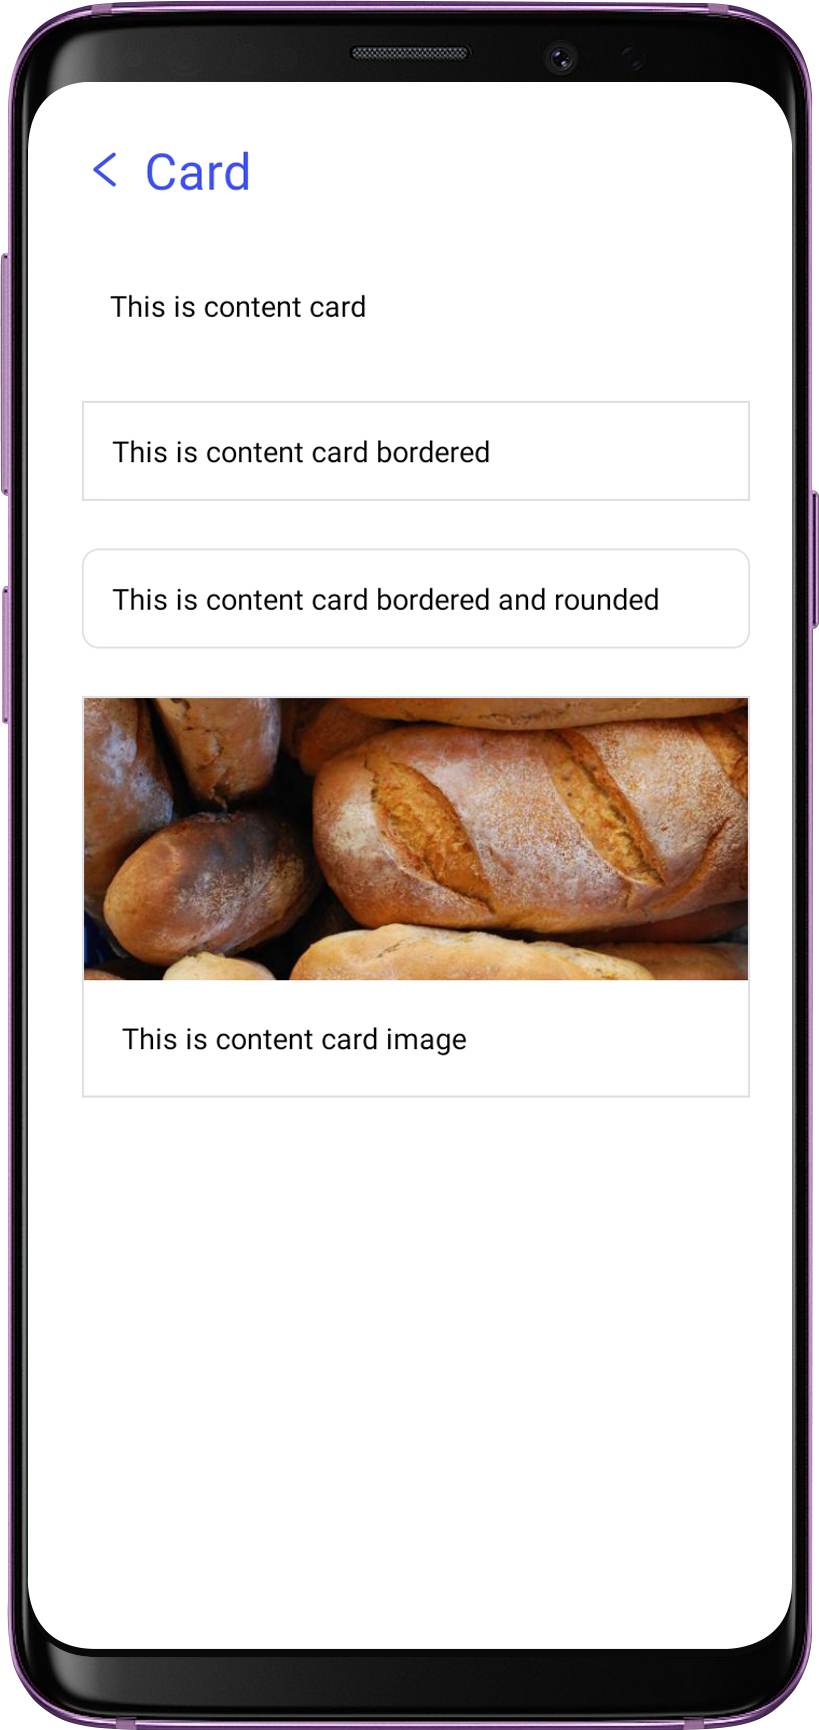 Card
This is content card
This is content card bordered
This is content card bordered and rounded
This is content card image